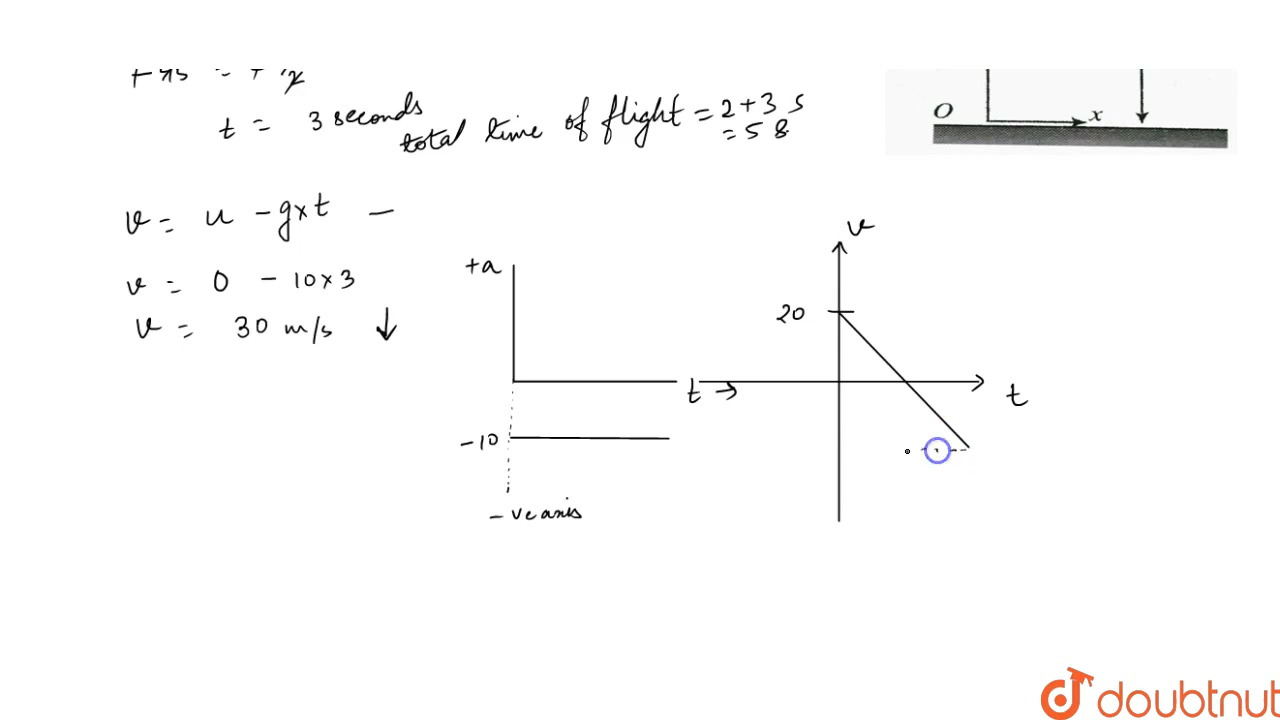 t = 3 seconds
total time of flight = 2 + 3 s
= 5 s
O
x
v = u - g×t -
v = 0 - 10×3
v = 30 m/s ↓
+a
t →
-10
-ve axis
v
20
t
doubtnut